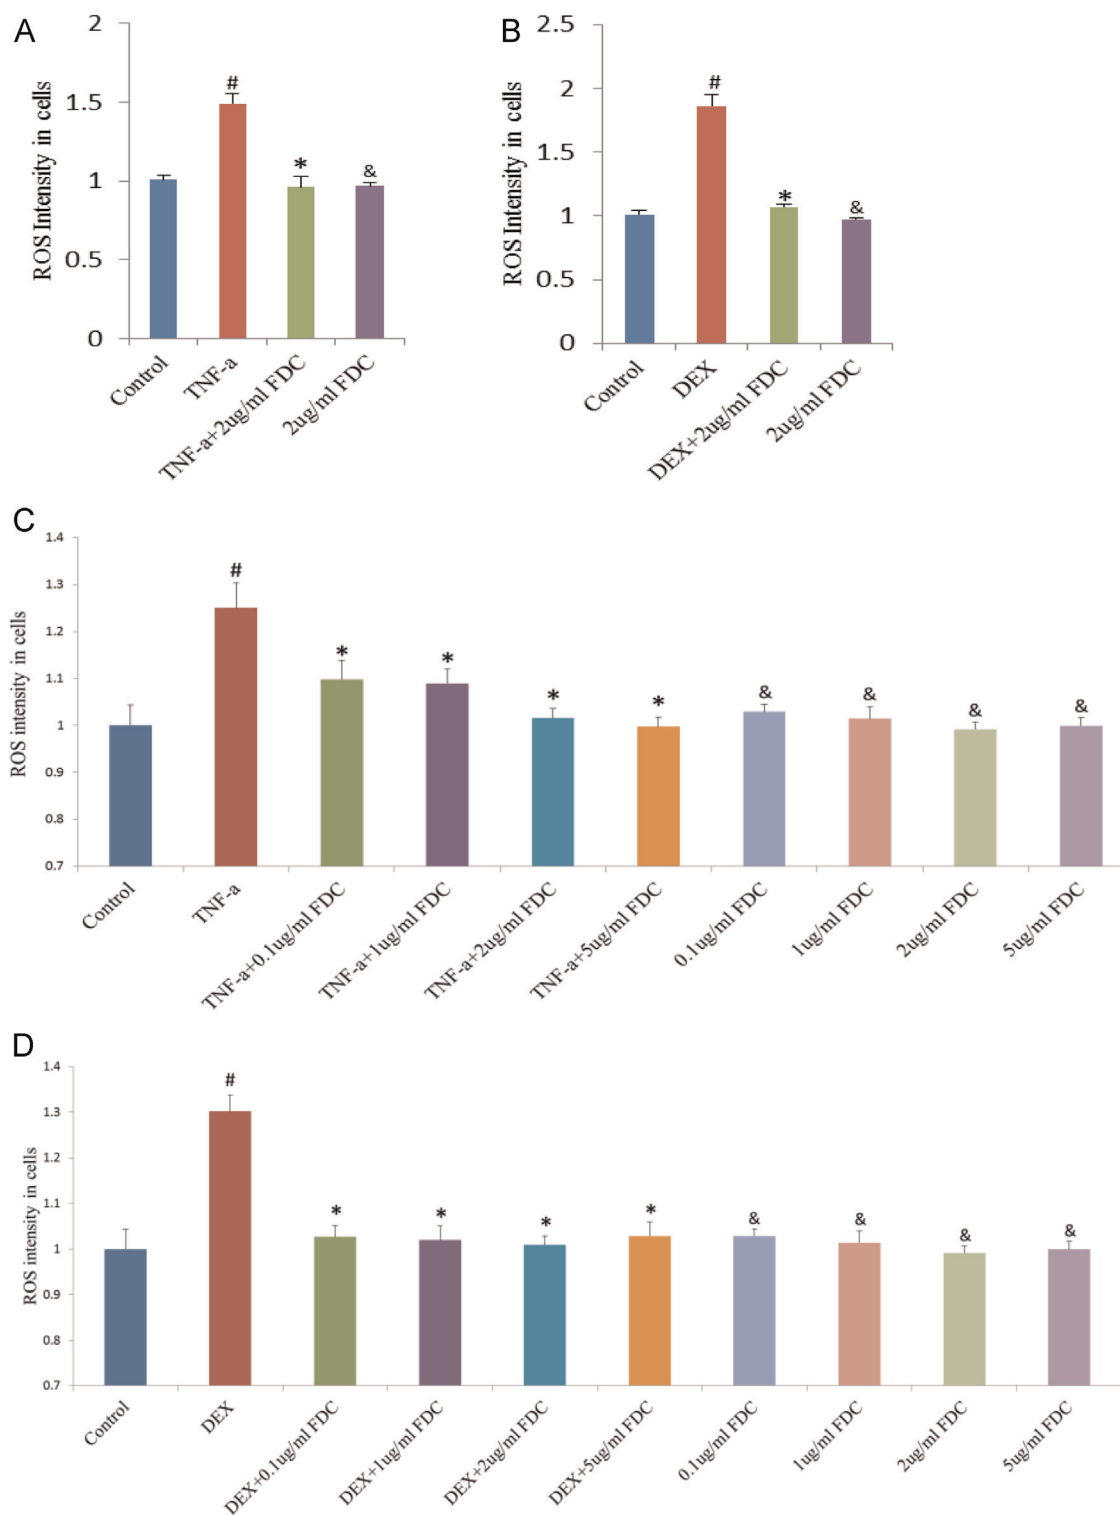 A
ROS Intensity in cells
2
1.5
1
0.5
0
#
*
&
Control
TNF-a
TNF-a+2ug/ml FDC
2ug/ml FDC
B
ROS Intensity in cells
2.5
2
1.5
1
0.5
0
#
*
&
Control
DEX
DEX+2ug/ml FDC
2ug/ml FDC
C
ROS intensity in cells
1.4
1.3
1.2
1.1
1
0.9
0.8
0.7
#
*
*
*
*
&
&
&
&
Control
TNF-a
TNF-a+0.1ug/ml FDC
TNF-a+1ug/ml FDC
TNF-a+2ug/ml FDC
TNF-a+5ug/ml FDC
0.1ug/ml FDC
1ug/ml FDC
2ug/ml FDC
5ug/ml FDC
D
ROS intensity in cells
1.4
1.3
1.2
1.1
1
0.9
0.8
0.7
#
*
*
*
*
&
&
&
&
Control
DEX
DEX+0.1ug/ml FDC
DEX+1ug/ml FDC
DEX+2ug/ml FDC
DEX+5ug/ml FDC
0.1ug/ml FDC
1ug/ml FDC
2ug/ml FDC
5ug/ml FDC